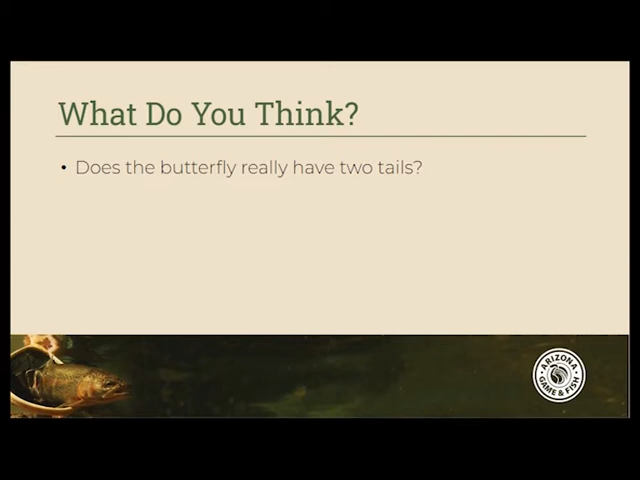 What Do You Think?
• Does the butterfly really have two tails?
ARIZONA
GAME & FISH